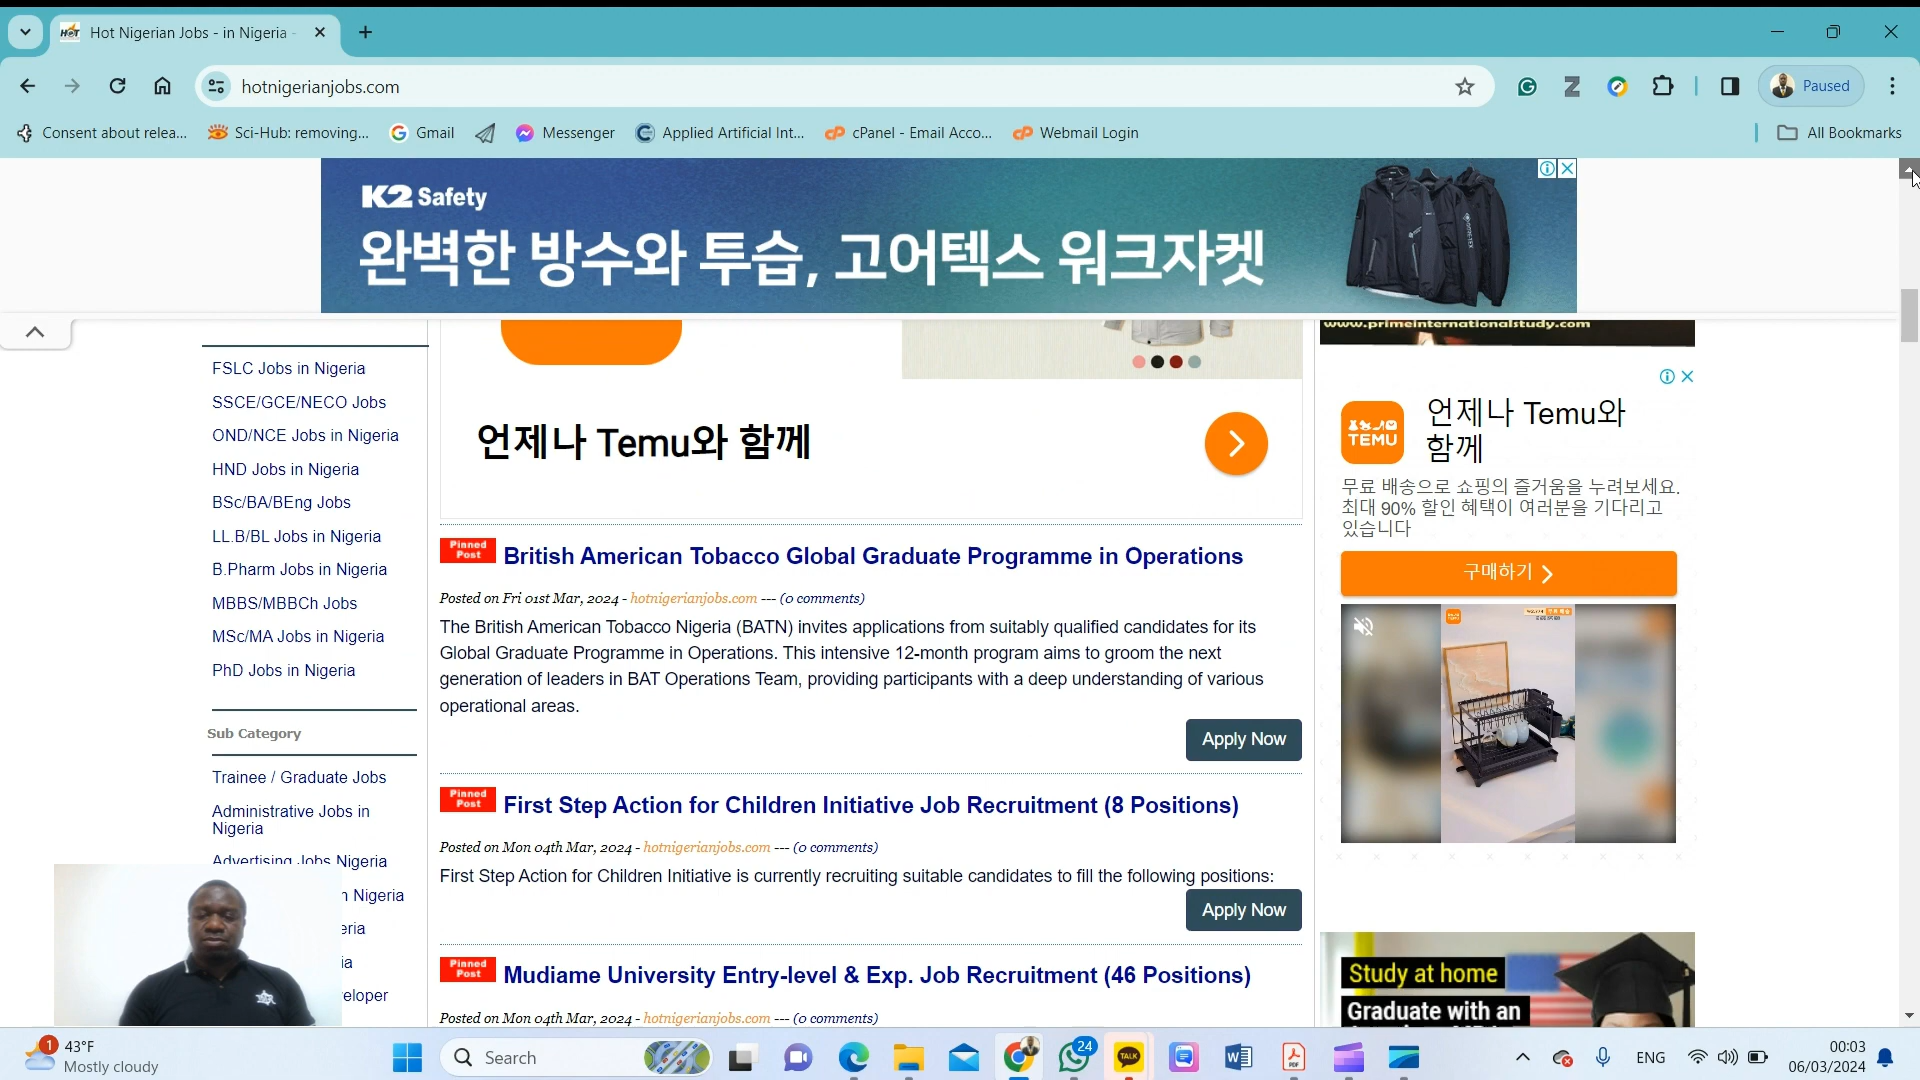 Hot Nigerian Jobs - in Nigeria -
hotnigerianjobs.com
Paused
Consent about relea...
Sci-Hub: removing...
Gmail
Messenger
Applied Artificial Int...
cPanel - Email Acco...
Webmail Login
All Bookmarks
K2 Safety
완벽한 방수와 투습, 고어텍스 워크자켓
www.primeinternationalstudy.com
FSLC Jobs in Nigeria
SSCE/GCE/NECO Jobs
OND/NCE Jobs in Nigeria
HND Jobs in Nigeria
BSc/BA/BEng Jobs
LL.B/BL Jobs in Nigeria
B.Pharm Jobs in Nigeria
MBBS/MBBCh Jobs
MSc/MA Jobs in Nigeria
PhD Jobs in Nigeria
Sub Category
Trainee / Graduate Jobs
Administrative Jobs in
Nigeria
Advertising Jobs Nigeria
n Nigeria
eria
ia
eloper
언제나 Temu와 함께
Pinned
Post
British American Tobacco Global Graduate Programme in Operations
Posted on Fri 01st Mar, 2024 - hotnigerianjobs.com --- (0 comments)
The British American Tobacco Nigeria (BATN) invites applications from suitably qualified candidates for its
Global Graduate Programme in Operations. This intensive 12-month program aims to groom the next
generation of leaders in BAT Operations Team, providing participants with a deep understanding of various
operational areas.
Apply Now
Pinned
Post
First Step Action for Children Initiative Job Recruitment (8 Positions)
Posted on Mon 04th Mar, 2024 - hotnigerianjobs.com --- (0 comments)
First Step Action for Children Initiative is currently recruiting suitable candidates to fill the following positions:
Apply Now
Pinned
Post
Mudiame University Entry-level & Exp. Job Recruitment (46 Positions)
Posted on Mon 04th Mar, 2024 - hotnigerianjobs.com --- (0 comments)
TEMU
언제나 Temu와
함께
무료 배송으로 쇼핑의 즐거움을 누려보세요.
최대 90% 할인 혜택이 여러분을 기다리고
있습니다
구매하기
Study at home
Graduate with an
1
43°F
Mostly cloudy
Search
24
TALK
ENG
00:03
06/03/2024